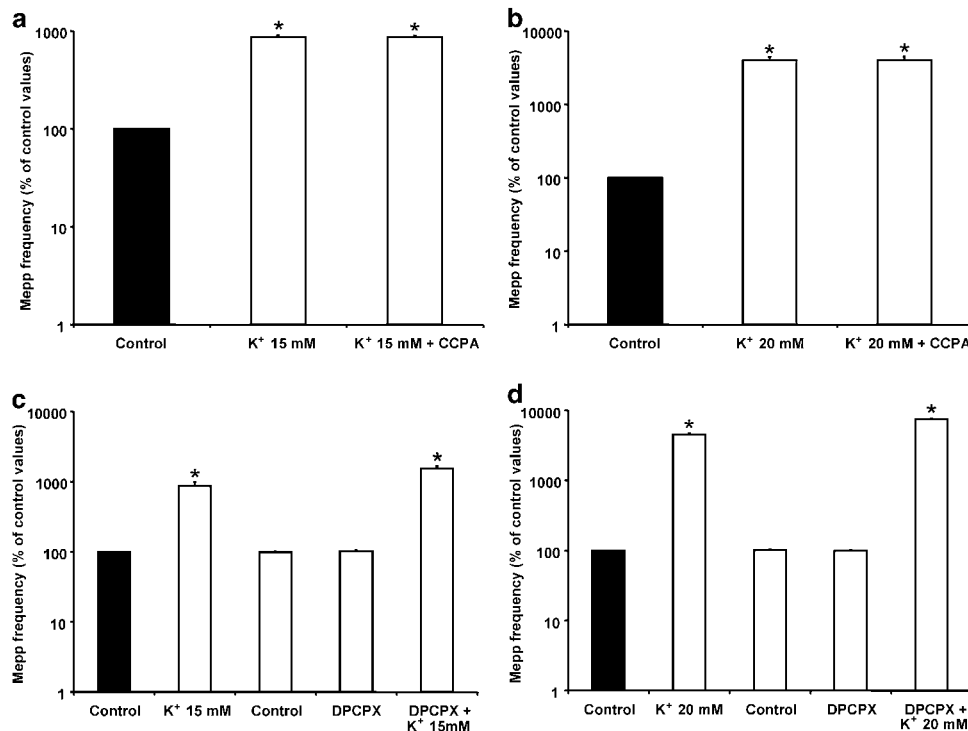 a
Mepp frequency (% of control values)
1000
100
10
1
*
*
Control
K+ 15 mM
K+ 15 mM + CCPA
b
Mepp frequency (% of control values)
10000
1000
100
10
1
*
*
Control
K+ 20 mM
K+ 20 mM + CCPA
c
Mepp frequency (% of control values)
10000
1000
100
10
1
*
*
Control
K+ 15 mM
Control
DPCPX
DPCPX +
K+ 15mM
d
Mepp frequency (% of control values)
10000
1000
100
10
1
*
*
Control
K+ 20 mM
Control
DPCPX
DPCPX +
K+ 20 mM